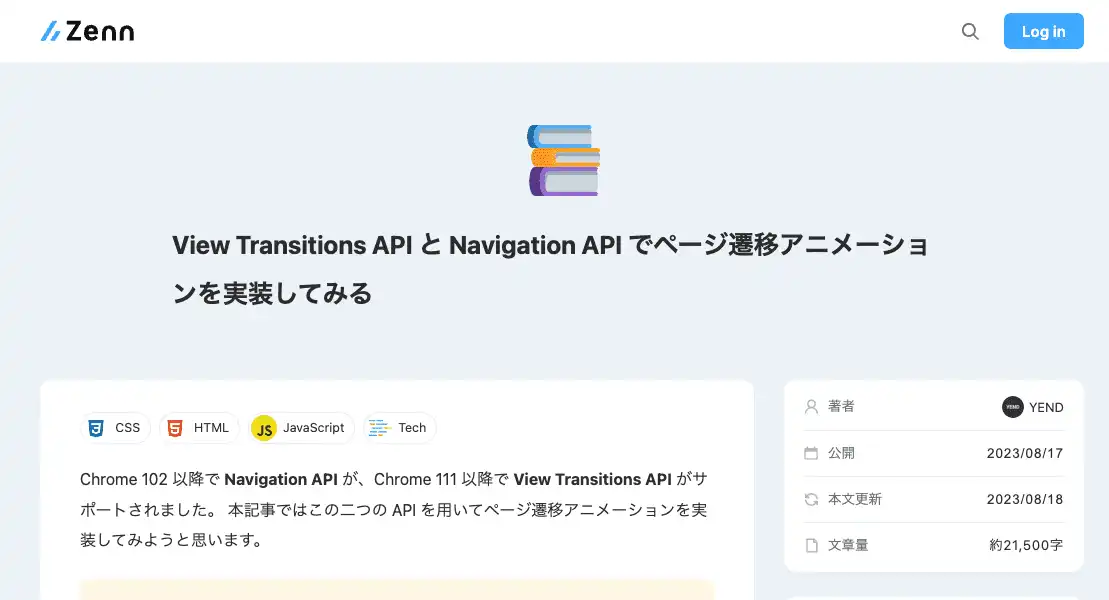 Zenn
Log in
View Transitions API と Navigation API でページ遷移アニメーショ
ンを実装してみる
CSS
HTML
JS
JavaScript
Tech
Chrome 102 以降で Navigation API が、Chrome 111 以降で View Transitions API がサ
ポートされました。 本記事ではこの二つの API を用いてページ遷移アニメーションを実
装してみようと思います。
著者
YEND YEND
公開 2023/08/17
本文更新 2023/08/18
文章量 約21,500字